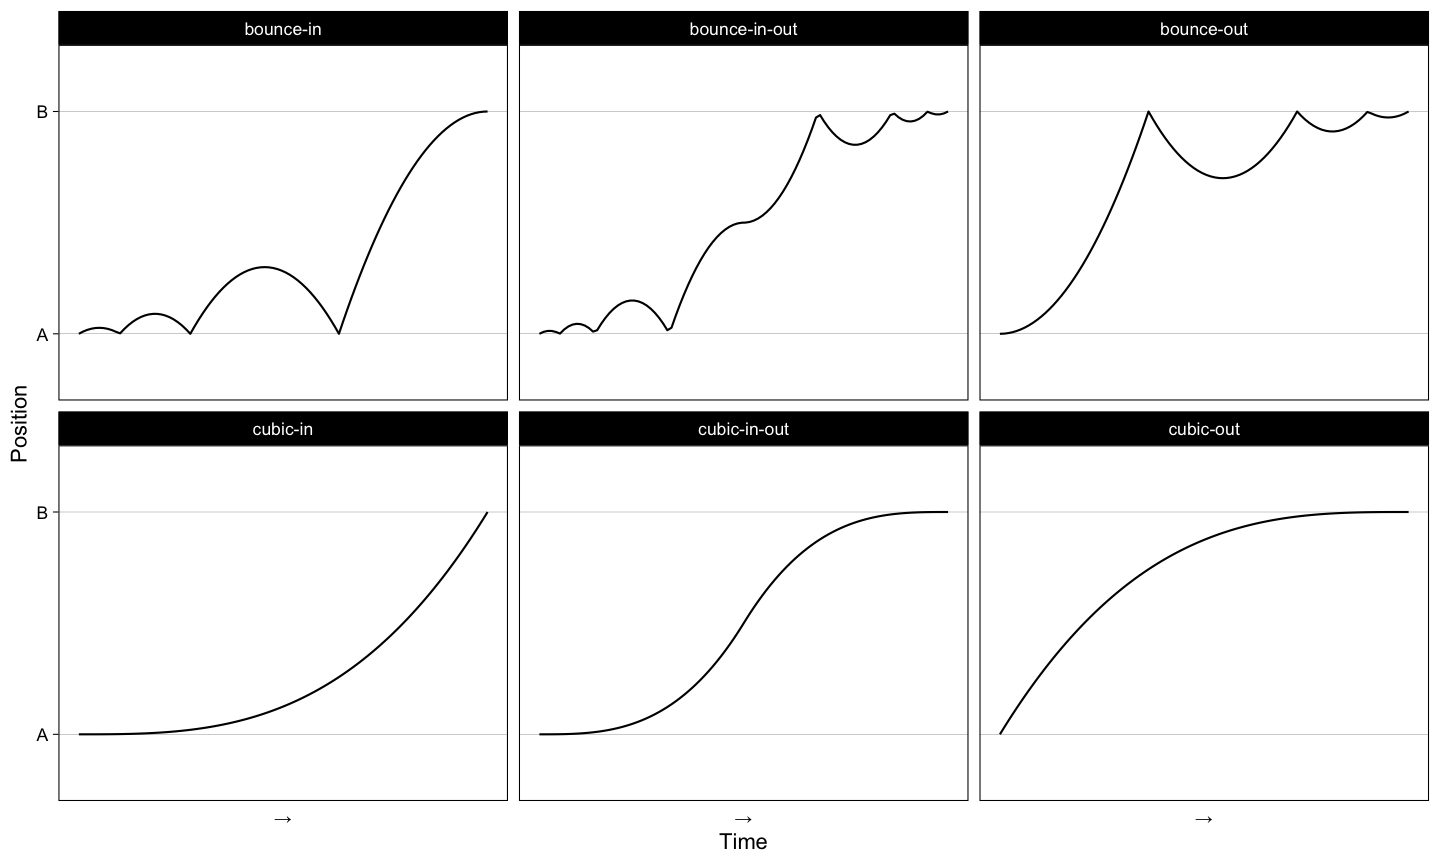 bounce-in
bounce-in-out
bounce-out
B
A
Position
cubic-in
cubic-in-out
cubic-out
B
A
→
→
→
Time